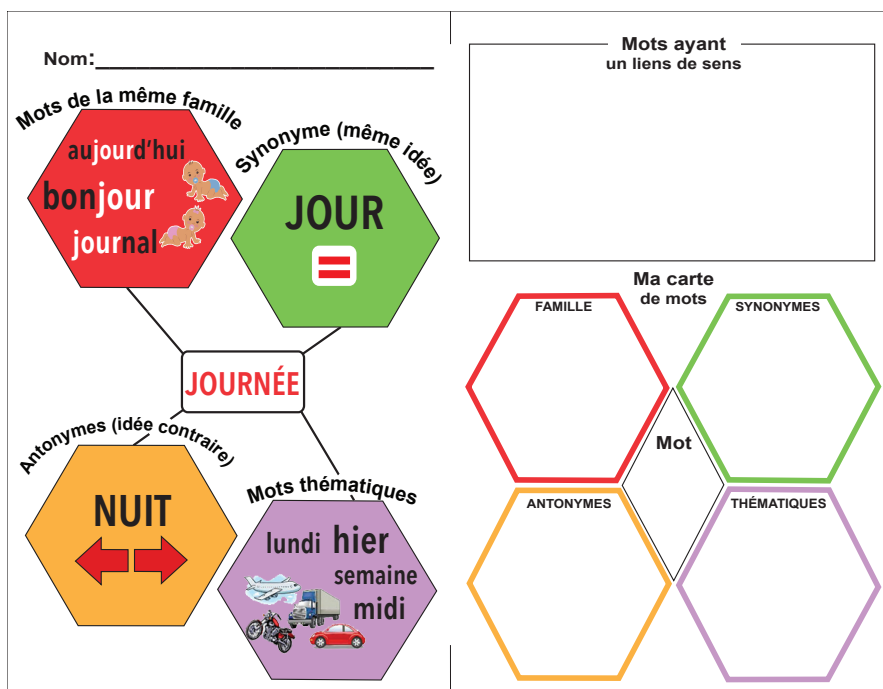 Nom:______________________________
Mots de la même famille
aujourd'hui
bonjour
journal
Synonyme (même idée)
JOUR
=
JOURNÉE
Antonymes (idée contraire)
NUIT
Mots thématiques
lundi hier
semaine
midi
Mots ayant
un liens de sens
Ma carte
de mots
FAMILLE
SYNONYMES
Mot
ANTONYMES
THÉMATIQUES